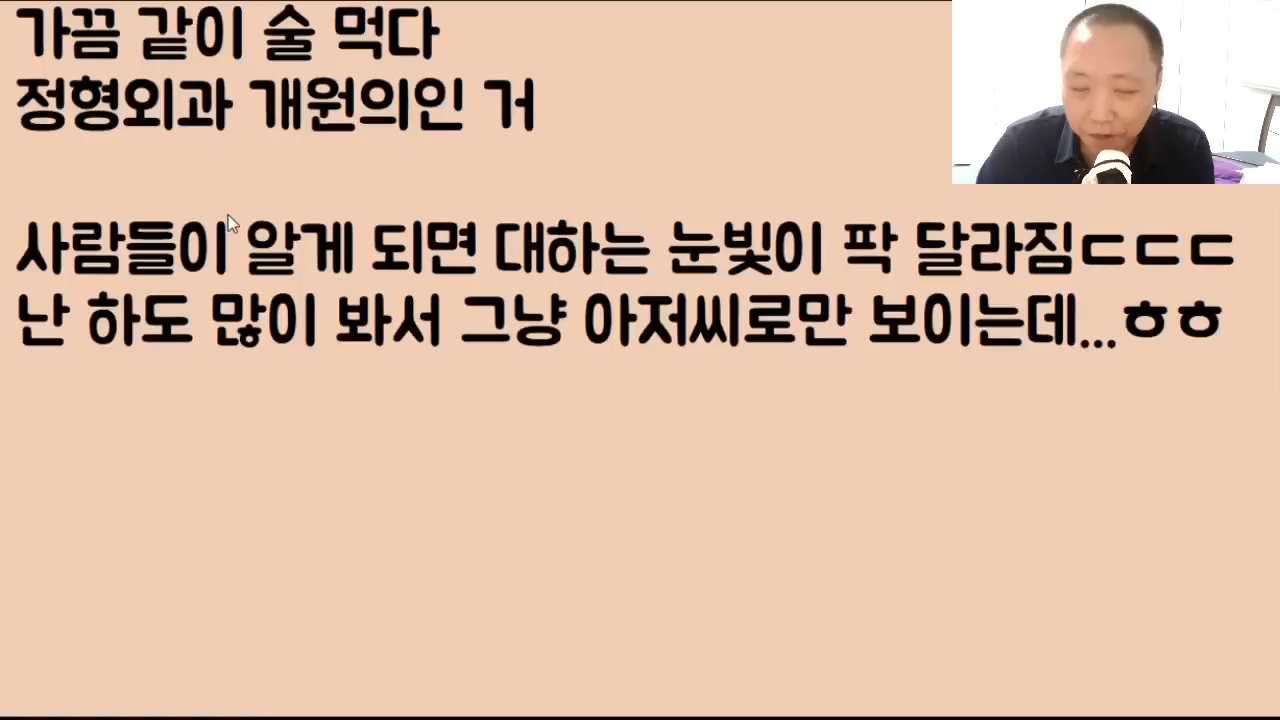 가끔 같이 술 먹다
정형외과 개원의인 거
사람들이 알게 되면 대하는 눈빛이 팍 달라짐ㄷㄷㄷ
난 하도 많이 봐서 그냥 아저씨로만 보이는데...ㅎㅎ